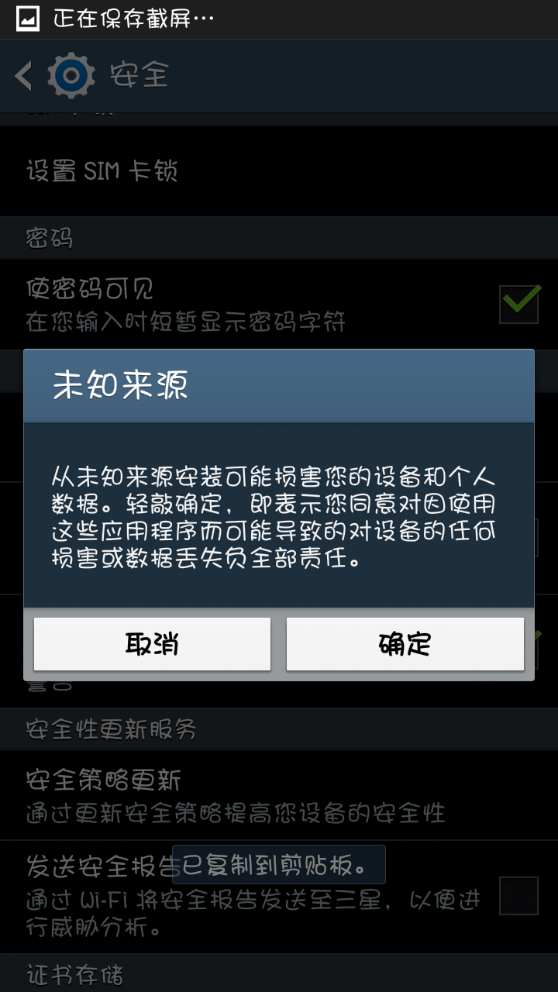 正在保存截屏…
安全
设置 SIM 卡锁
密码
使密码可见
在您输入时短暂显示密码字符
未知来源
从未知来源安装可能损害您的设备和个人
数据。轻敲确定，即表示您同意对因使用
这些应用程序而可能导致的对设备的任何
损害或数据丢失负全部责任。
取消
确定
警告
安全性更新服务
安全策略更新
通过更新安全策略提高您设备的安全性
发送安全报告
已复制到剪贴板。
通过 Wi-Fi 将安全报告发送至三星，以便进
行威胁分析。
证书存储